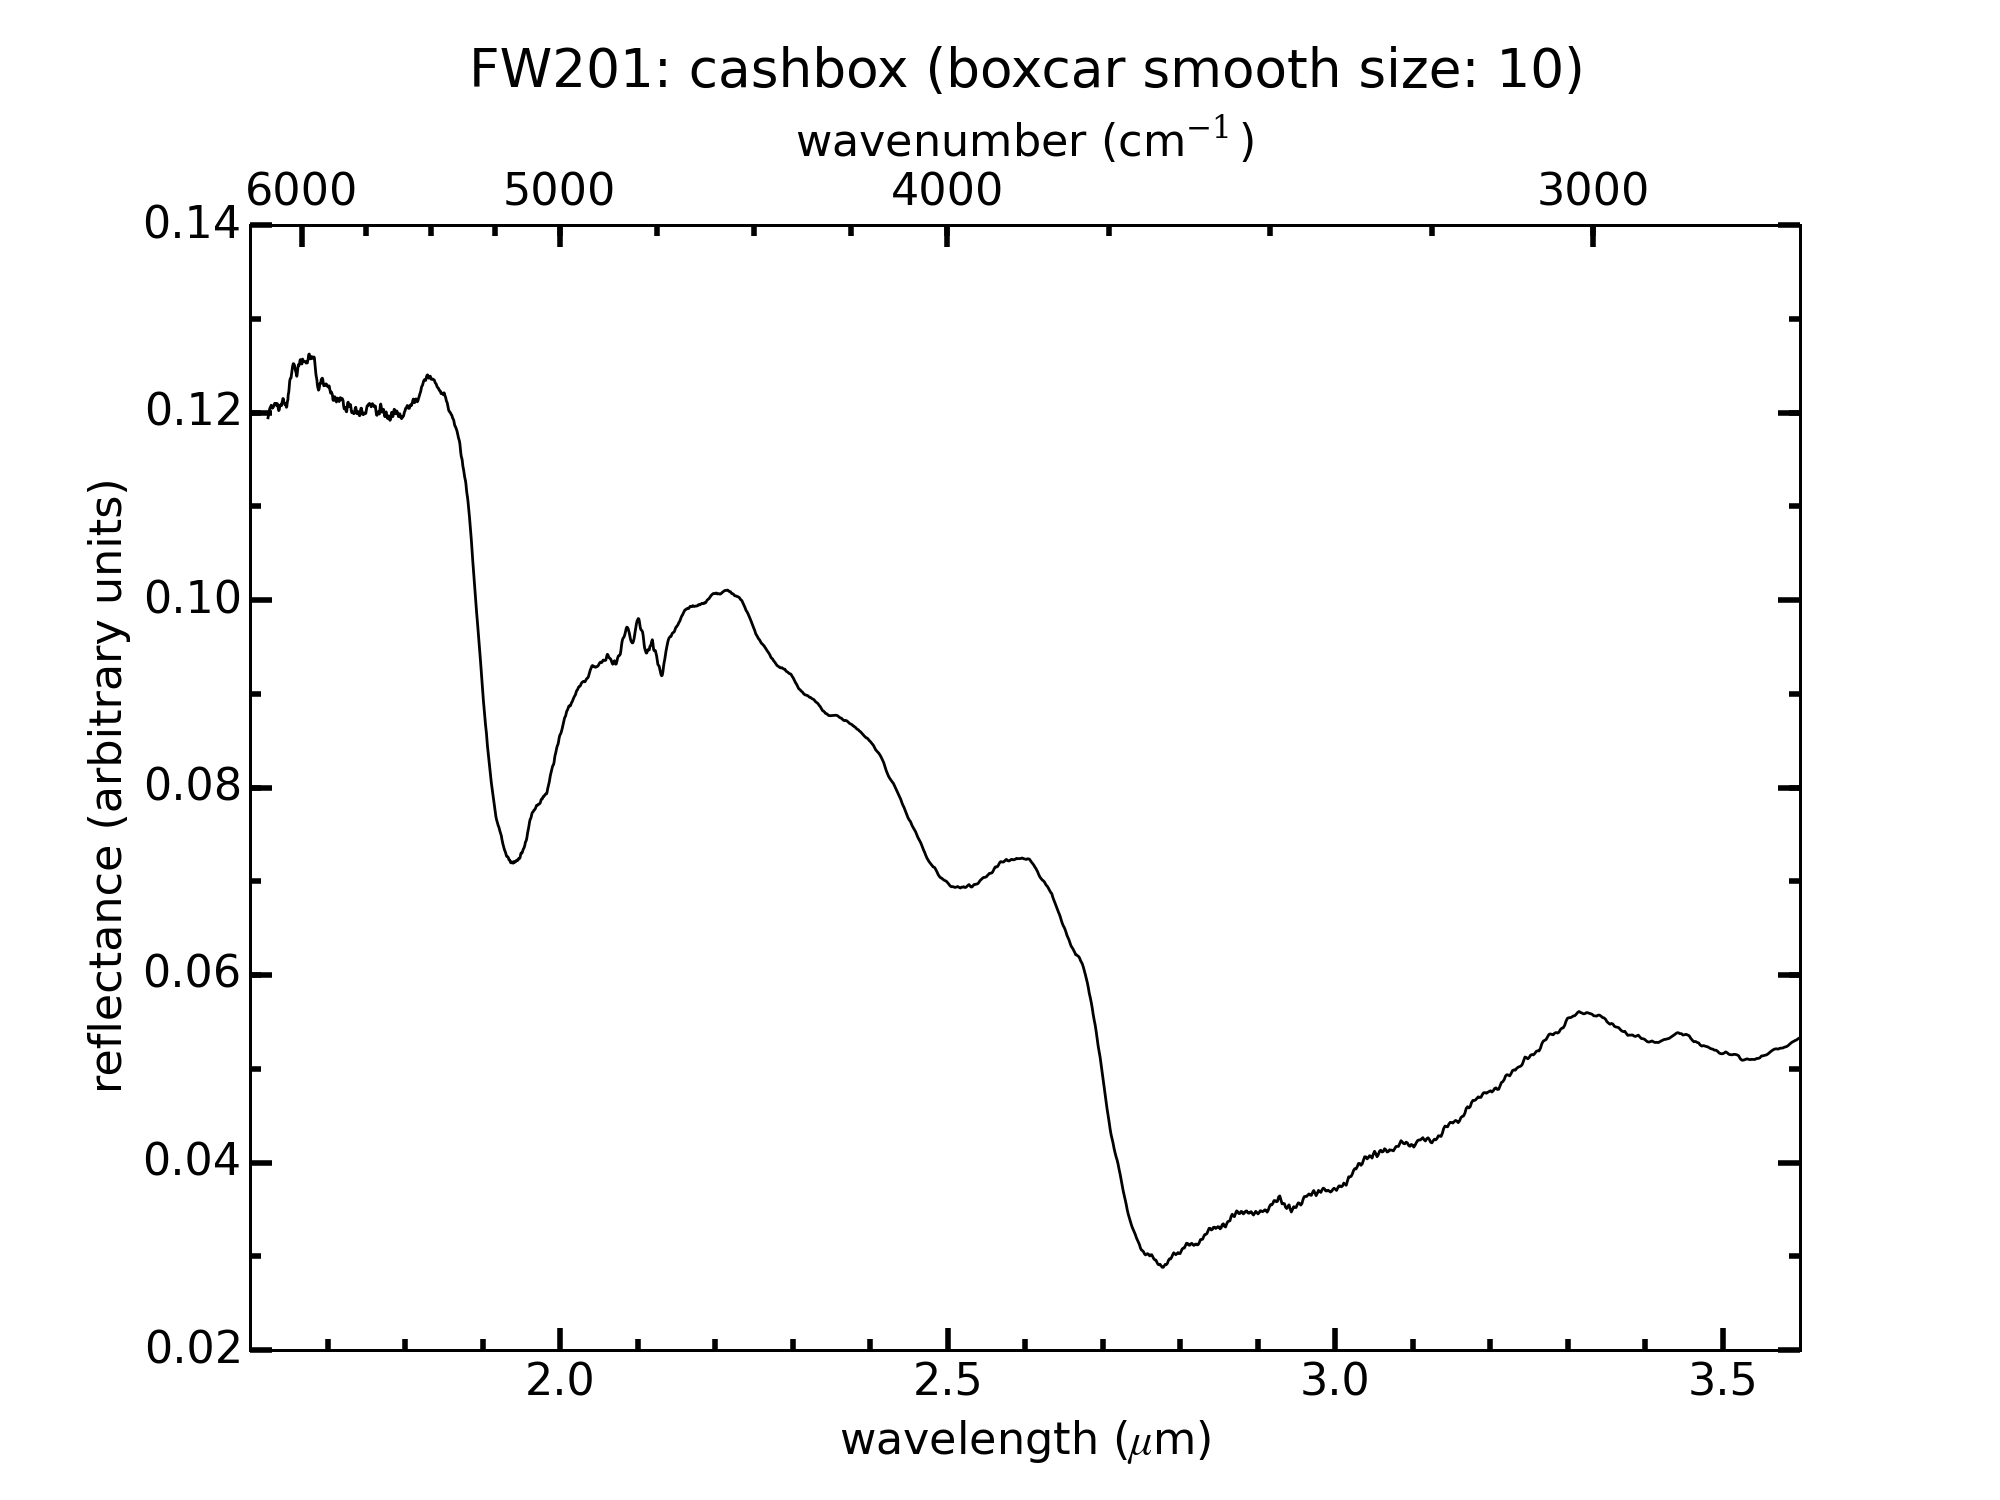 FW201: cashbox (boxcar smooth size: 10)
wavenumber (cm⁻¹)
6000 5000 4000 3000
0.14
0.12
0.10
0.08
0.06
0.04
0.02
reflectance (arbitrary units)
2.0 2.5 3.0 3.5
wavelength (μm)